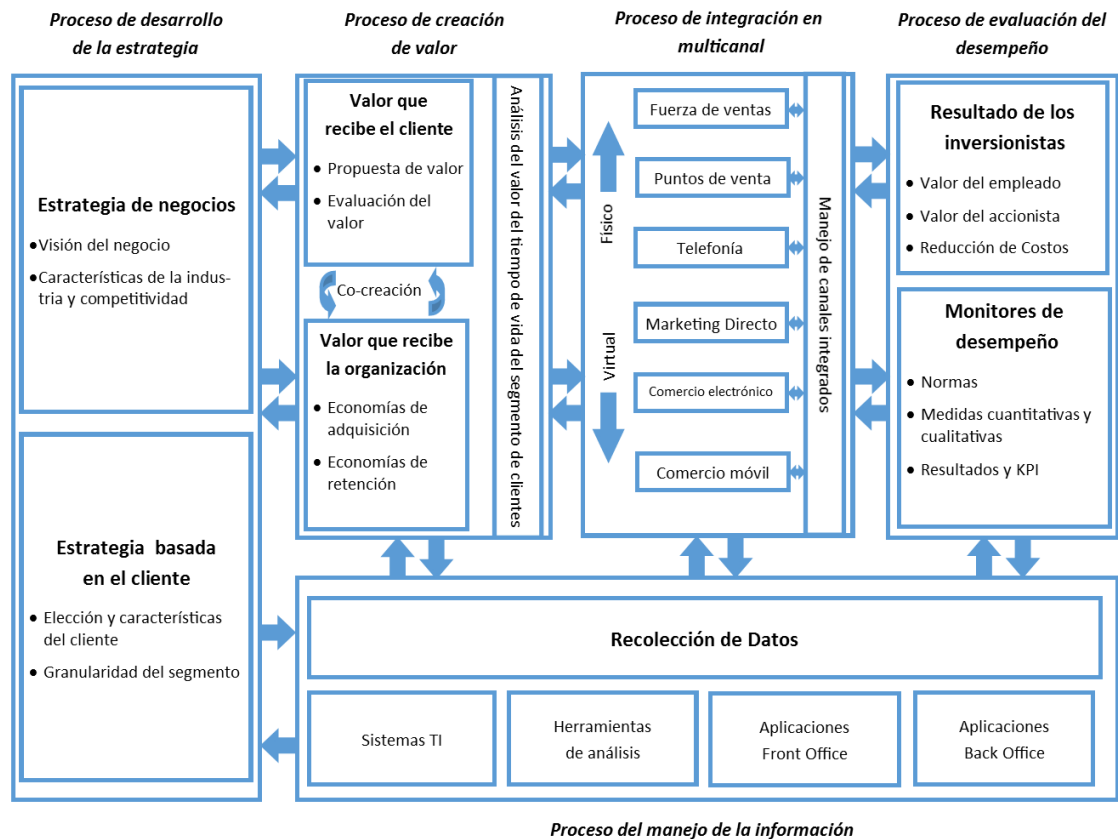 Proceso de desarrollo
de la estrategia
Proceso de creación
de valor
Proceso de integración en
multicanal
Proceso de evaluación del
desempeño
Estrategia de negocios
•Visión del negocio
•Características de la indus-
tria y competitividad
Estrategia basada
en el cliente
• Elección y características
del cliente
• Granularidad del segmento
Valor que
recibe el cliente
• Propuesta de valor
• Evaluación del
valor
Co-creación
Valor que recibe
la organización
• Economías de
adquisición
• Economías de
retención
Análisis del valor del tiempo de vida del segmento de clientes
Físico
Virtual
Fuerza de ventas
Puntos de venta
Telefonía
Marketing Directo
Comercio electrónico
Comercio móvil
Manejo de canales integrados
Resultado de los
inversionistas
• Valor del empleado
• Valor del accionista
• Reducción de Costos
Monitores de
desempeño
• Normas
• Medidas cuantitativas y
cualitativas
• Resultados y KPI
Recolección de Datos
Sistemas TI
Herramientas
de análisis
Aplicaciones
Front Office
Aplicaciones
Back Office
Proceso del manejo de la información